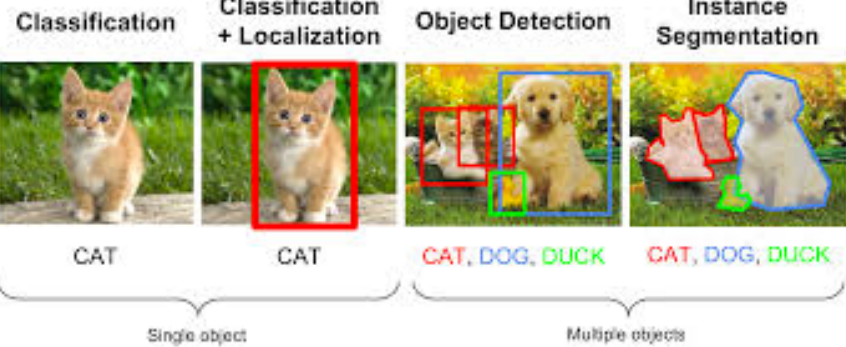 Classification
Classification
+ Localization
Object Detection
Instance
Segmentation
CAT
CAT
CAT, DOG, DUCK
CAT, DOG, DUCK
Single object
Multiple objects